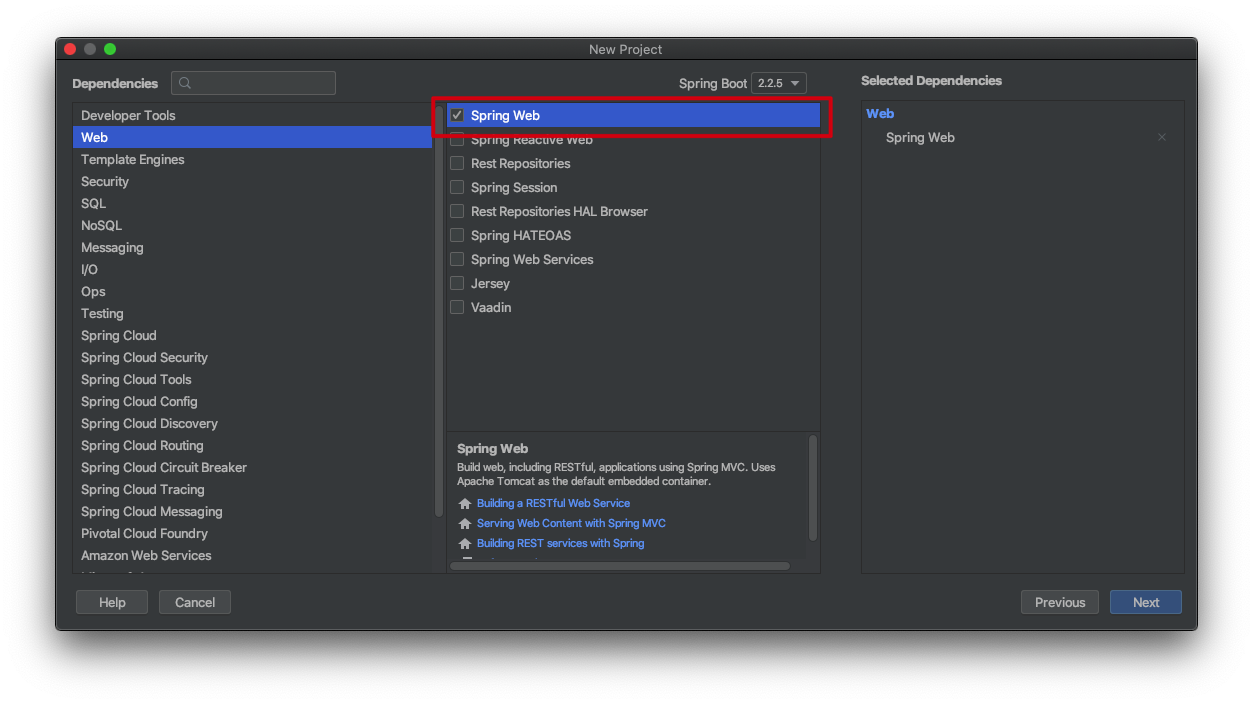 New Project
Dependencies
Spring Boot 2.2.5
Selected Dependencies
Developer Tools
Web
Template Engines
Security
SQL
NoSQL
Messaging
I/O
Ops
Testing
Spring Cloud
Spring Cloud Security
Spring Cloud Tools
Spring Cloud Config
Spring Cloud Discovery
Spring Cloud Routing
Spring Cloud Circuit Breaker
Spring Cloud Tracing
Spring Cloud Messaging
Pivotal Cloud Foundry
Amazon Web Services
Spring Web
Spring Reactive Web
Rest Repositories
Spring Session
Rest Repositories HAL Browser
Spring HATEOAS
Spring Web Services
Jersey
Vaadin
Spring Web
Build web, including RESTful, applications using Spring MVC. Uses
Apache Tomcat as the default embedded container.
Building a RESTful Web Service
Serving Web Content with Spring MVC
Building REST services with Spring
Web
Spring Web
Help
Cancel
Previous
Next